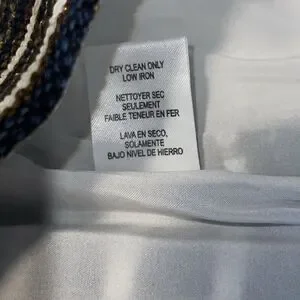 DRY CLEAN ONLY
LOW IRON
NETTOYER SEC
SEULEMENT
FAIBLE TENEUR EN FER
LAVA EN SECO,
SOLAMENTE
BAJO NIVEL DE HIERRO